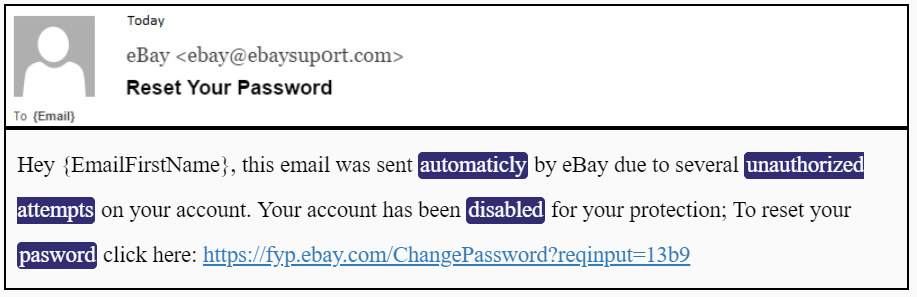 Today
eBay <ebay@ebaysup0rt.com>
Reset Your Password
To {Email}
Hey {EmailFirstName}, this email was sent automaticly by eBay due to several unauthorized
attempts on your account. Your account has been disabled for your protection; To reset your
pasword click here: https://fyp.ebay.com/ChangePassword?reqinput=13b9